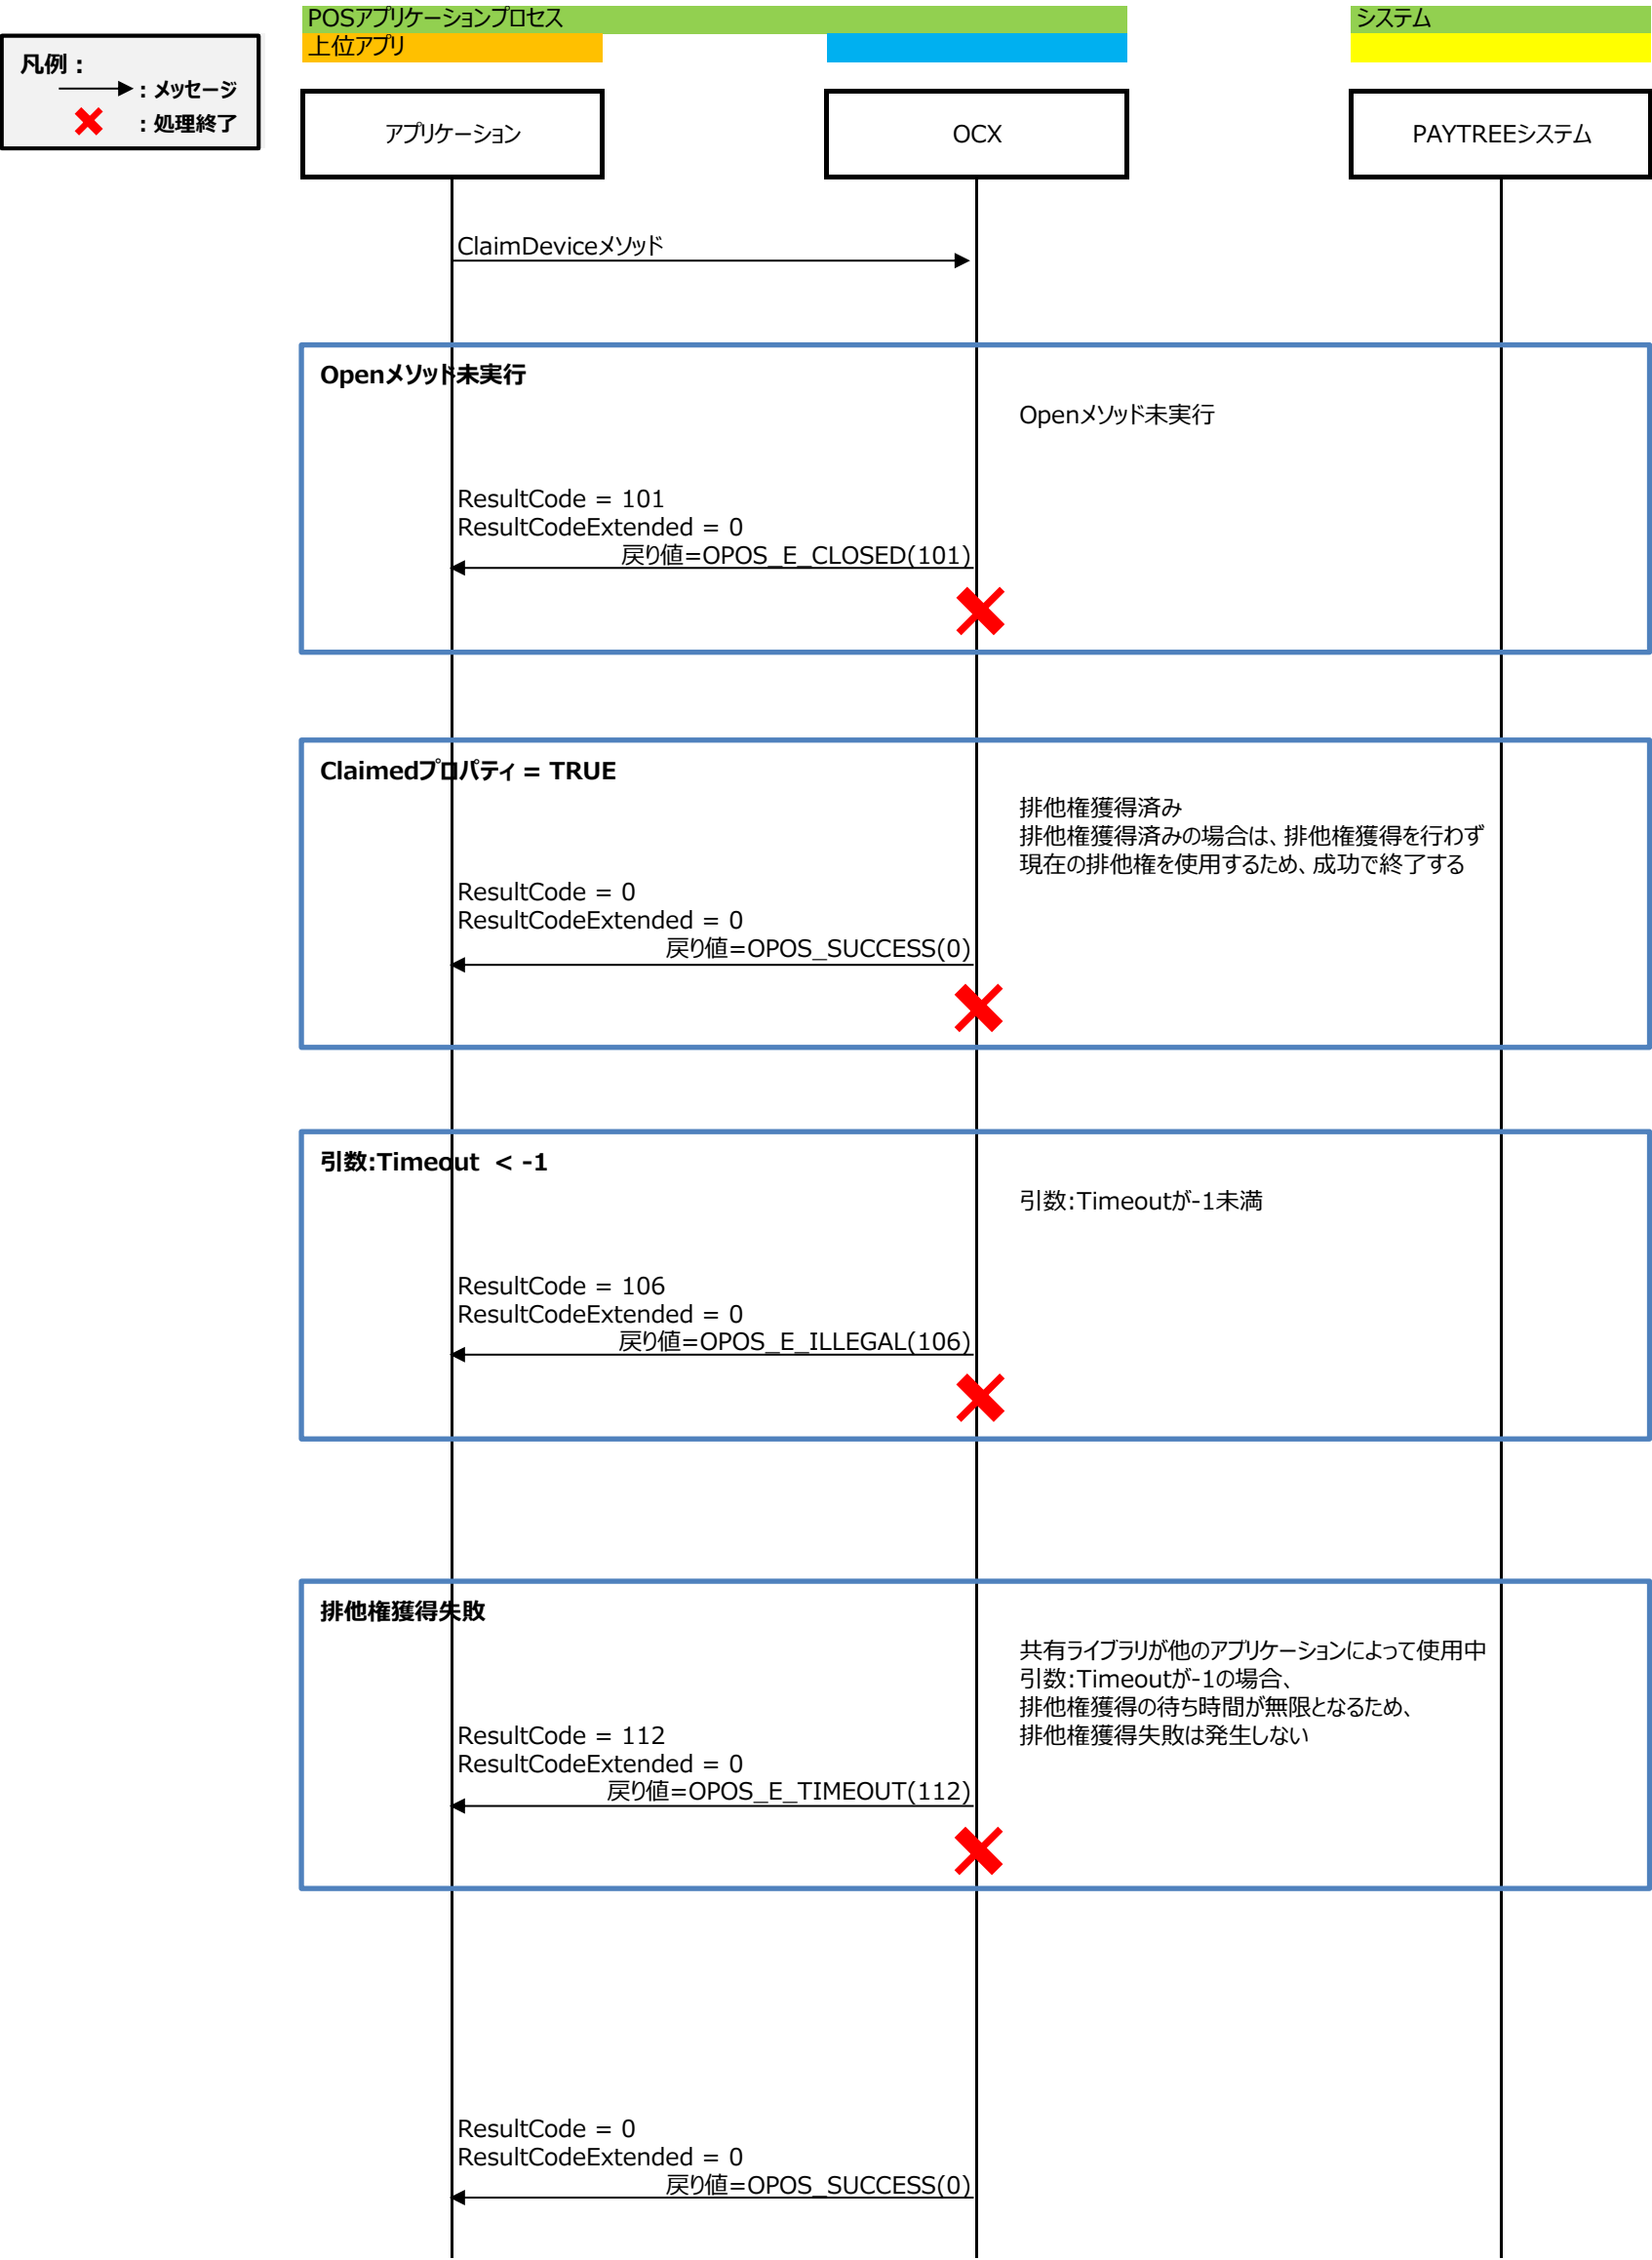 POSアプリケーションプロセス
システム
上位アプリ
凡例：
：メッセージ
：処理終了
アプリケーション
OCX
PAYTREEシステム
ClaimDeviceメソッド
Openメソッド未実行
Openメソッド未実行
ResultCode = 101
ResultCodeExtended = 0
戻り値=OPOS_E_CLOSED(101)
Claimedプロパティ = TRUE
排他権獲得済み
排他権獲得済みの場合は、排他権獲得を行わず
現在の排他権を使用するため、成功で終了する
ResultCode = 0
ResultCodeExtended = 0
戻り値=OPOS_SUCCESS(0)
引数:Timeout < -1
引数:Timeoutが-1未満
ResultCode = 106
ResultCodeExtended = 0
戻り値=OPOS_E_ILLEGAL(106)
排他権獲得失敗
共有ライブラリが他のアプリケーションによって使用中
引数:Timeoutが-1の場合、
排他権獲得の待ち時間が無限となるため、
排他権獲得失敗は発生しない
ResultCode = 112
ResultCodeExtended = 0
戻り値=OPOS_E_TIMEOUT(112)
ResultCode = 0
ResultCodeExtended = 0
戻り値=OPOS_SUCCESS(0)